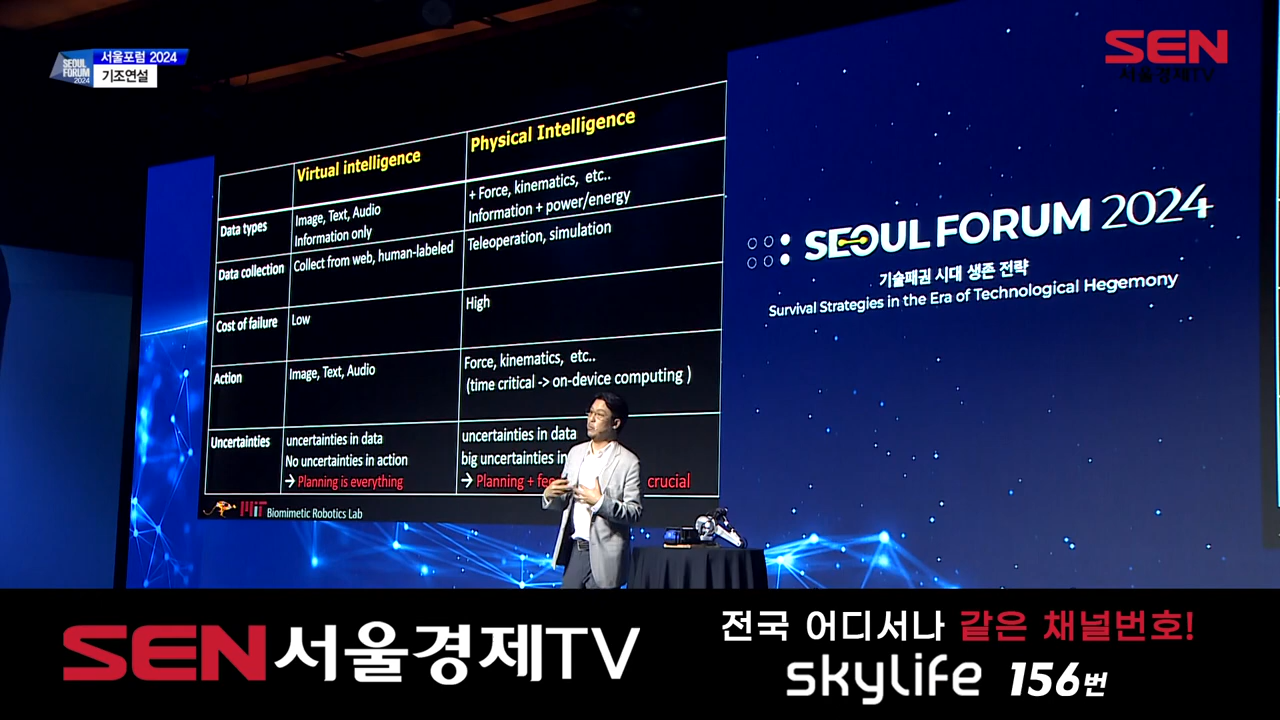 SEOUL FORUM 2024
서울포럼 2024
기조연설
SEN
서울경제TV
Virtual intelligence
Physical Intelligence
Data types
Image, Text, Audio
Information only
+ Force, kinematics, etc..
Information + power/energy
Data collection
Collect from web, human-labeled
Teleoperation, simulation
Cost of failure
Low
High
Action
Image, Text, Audio
Force, kinematics, etc..
(time critical -> on-device computing )
Uncertainties
uncertainties in data
No uncertainties in action
→ Planning is everything
uncertainties in data
big uncertainties in
→ Planning + fee crucial
MIT Biomimetic Robotics Lab
SEOUL FORUM 2024
기술패권 시대 생존 전략
Survival Strategies in the Era of Technological Hegemony
SEN 서울경제TV
전국 어디서나 같은 채널번호!
skylife 156번